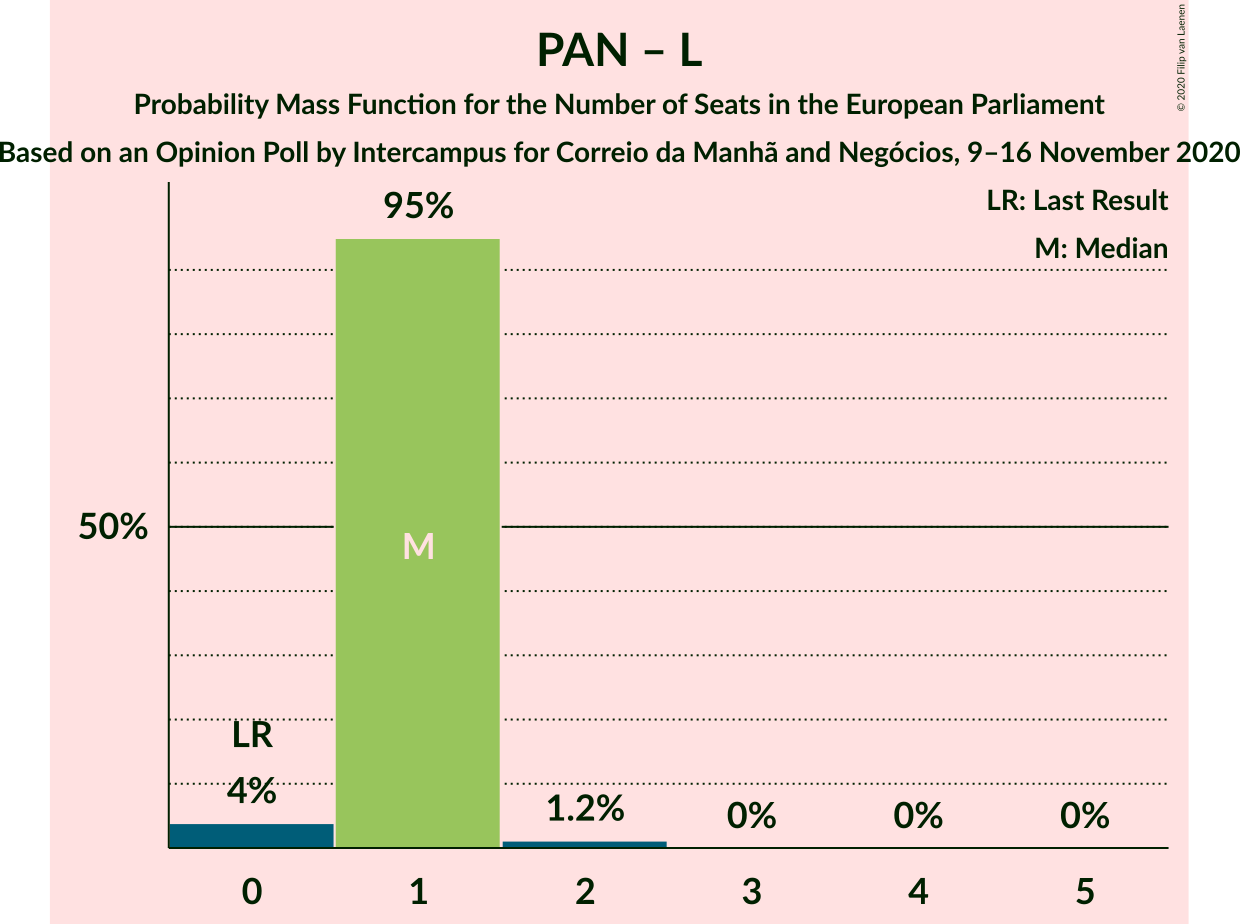 PAN – L
Probability Mass Function for the Number of Seats in the European Parliament
Based on an Opinion Poll by Intercampus for Correio da Manhã and Negócios, 9–16 November 2020
© 2020 Filip van Laenen
LR: Last Result
M: Median
95%
50%
M
LR
4%
1.2%
0%
0%
0%
0
1
2
3
4
5